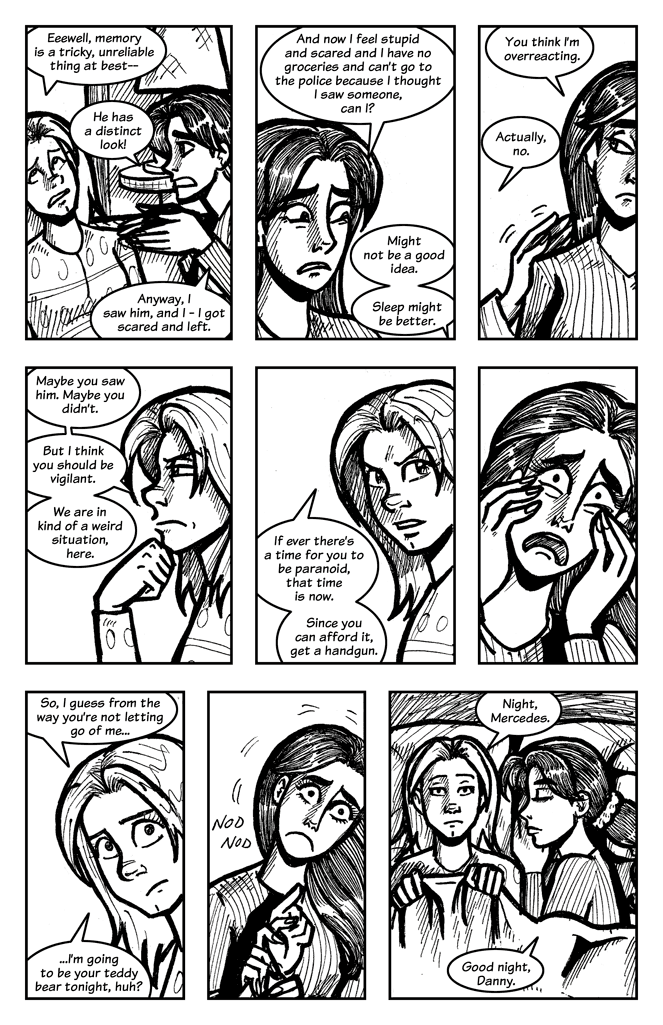 Eeewell, memory
is a tricky, unreliable
thing at best--
He has
a distinct
look!
Anyway, I
saw him, and I - I got
scared and left.
And now I feel stupid
and scared and I have no
groceries and can't go to
the police because I thought
I saw someone,
can I?
Might
not be a good
idea.
Sleep might
be better.
You think I'm
overreacting.
Actually,
no.
Maybe you saw
him. Maybe you
didn't.
But I think
you should be
vigilant.
We are in
kind of a weird
situation,
here.
If ever there's
a time for you to
be paranoid,
that time
is now.
Since you
can afford it,
get a handgun.
So, I guess from the
way you're not letting
go of me...
...I'm going
to be your teddy
bear tonight, huh?
NOD
NOD
Night,
Mercedes.
Good night,
Danny.